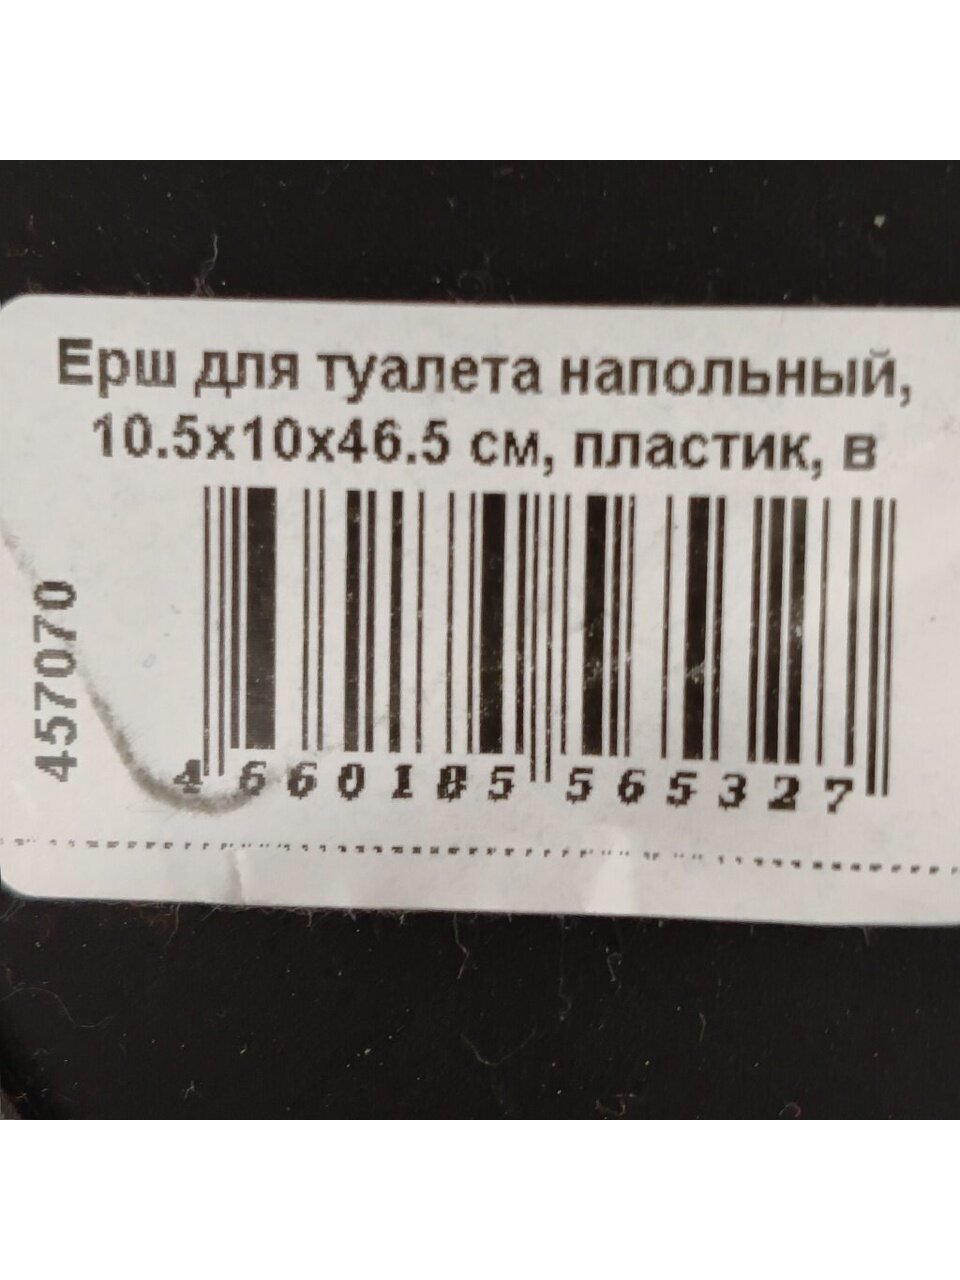 Ерш для туалета напольный,
10.5x10x46.5 см, пластик, в
457070
4 660185 565327